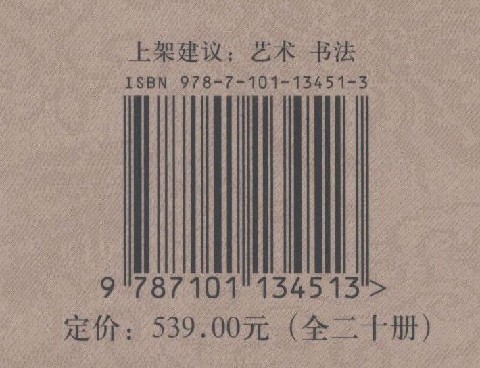 上架建议：艺术 书法
ISBN 978-7-101-13451-3
9 787101 134513 >
定价：539.00元（全二十册）